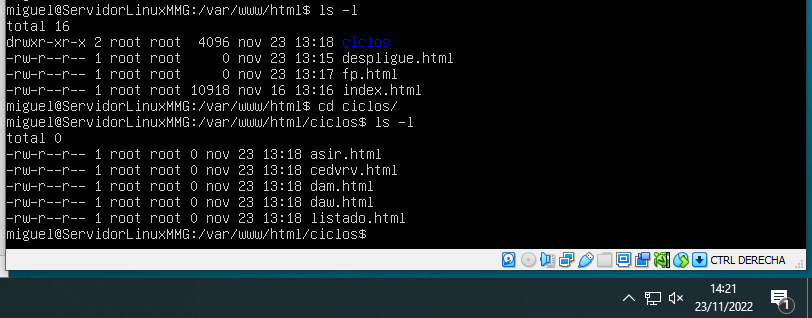 miguel@ServidorLinuxMMG:/var/www/html$ ls -l
total 16
drwxr-xr-x 2 root root  4096 nov 23 13:18 ciclos
-rw-r--r-- 1 root root     0 nov 23 13:15 despligue.html
-rw-r--r-- 1 root root     0 nov 23 13:17 fp.html
-rw-r--r-- 1 root root 10918 nov 16 13:16 index.html
miguel@ServidorLinuxMMG:/var/www/html$ cd ciclos/
miguel@ServidorLinuxMMG:/var/www/html/ciclos$ ls -l
total 0
-rw-r--r-- 1 root root 0 nov 23 13:18 asir.html
-rw-r--r-- 1 root root 0 nov 23 13:18 cedvrv.html
-rw-r--r-- 1 root root 0 nov 23 13:18 dam.html
-rw-r--r-- 1 root root 0 nov 23 13:18 daw.html
-rw-r--r-- 1 root root 0 nov 23 13:18 listado.html
miguel@ServidorLinuxMMG:/var/www/html/ciclos$
CTRL DERECHA
14:21
23/11/2022
1